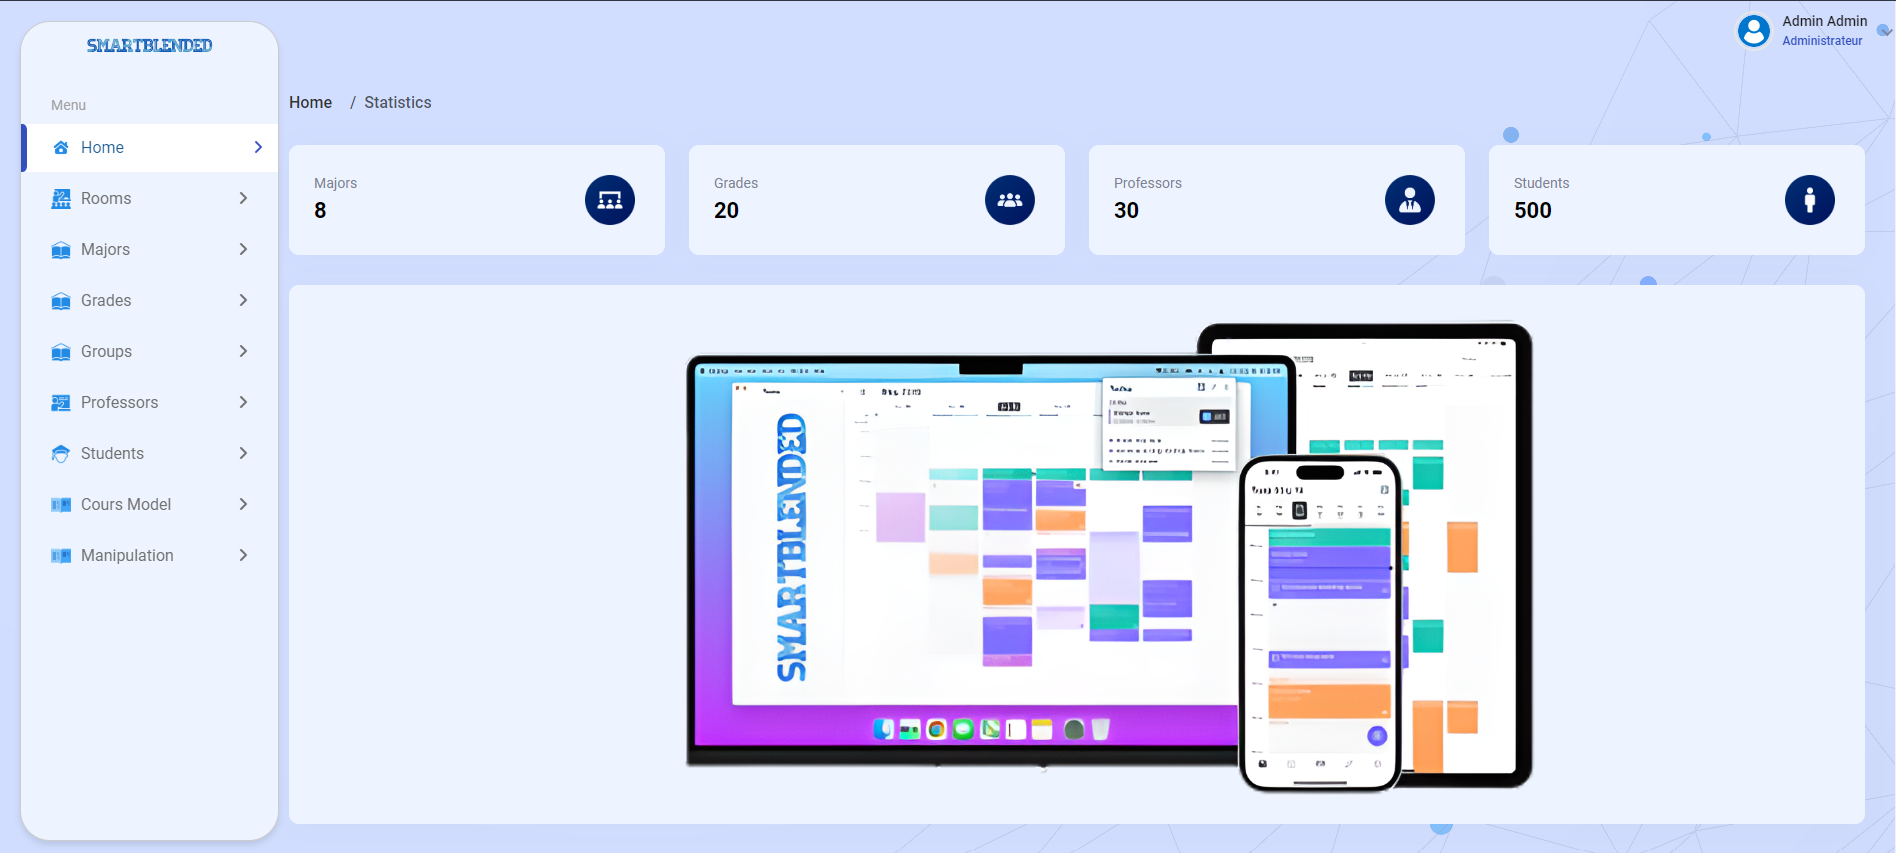 SMARTBLENDED
Admin Admin
Administrateur
Menu
Home
Rooms
Majors
Grades
Groups
Professors
Students
Cours Model
Manipulation
Home / Statistics
Majors
8
Grades
20
Professors
30
Students
500
SMARTBLENDED